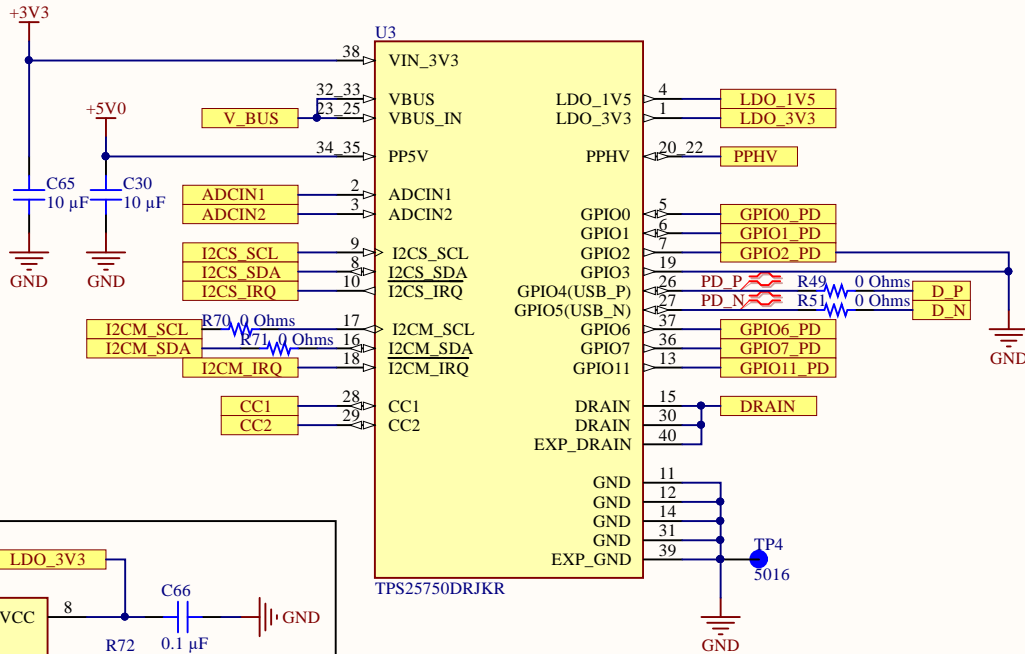 +3V3
U3
38
VIN_3V3
32_33
VBUS
LDO_1V5
4
LDO_1V5
+5V0
V_BUS
23_25
VBUS_IN
LDO_3V3
1
LDO_3V3
34_35
PP5V
PPHV
20_22
PPHV
C65
10 µF
C30
10 µF
ADCIN1
2
ADCIN1
ADCIN2
3
ADCIN2
GPIO0
5
GPIO0_PD
GPIO1
6
GPIO1_PD
I2CS_SCL
9
I2CS_SCL
GPIO2
7
GPIO2_PD
I2CS_SDA
8
I2CS_SDA
GPIO3
19
I2CS_IRQ
10
I2CS_IRQ
GPIO4(USB_P)
26
PD_P
R49
0 Ohms
D_P
GPIO5(USB_N)
27
PD_N
R51
0 Ohms
D_N
GND
GND
I2CM_SCL
R70
0 Ohms
17
I2CM_SCL
GPIO6
37
GPIO6_PD
I2CM_SDA
R71
0 Ohms
16
I2CM_SDA
GPIO7
36
GPIO7_PD
I2CM_IRQ
18
I2CM_IRQ
GPIO11
13
GPIO11_PD
GND
CC1
28
CC1
DRAIN
15
DRAIN
CC2
29
CC2
DRAIN
30
EXP_DRAIN
40
GND
11
GND
12
GND
14
GND
31
EXP_GND
39
TP4
5016
TPS25750DRJKR
GND
LDO_3V3
VCC
8
C66
0.1 µF
GND
R72